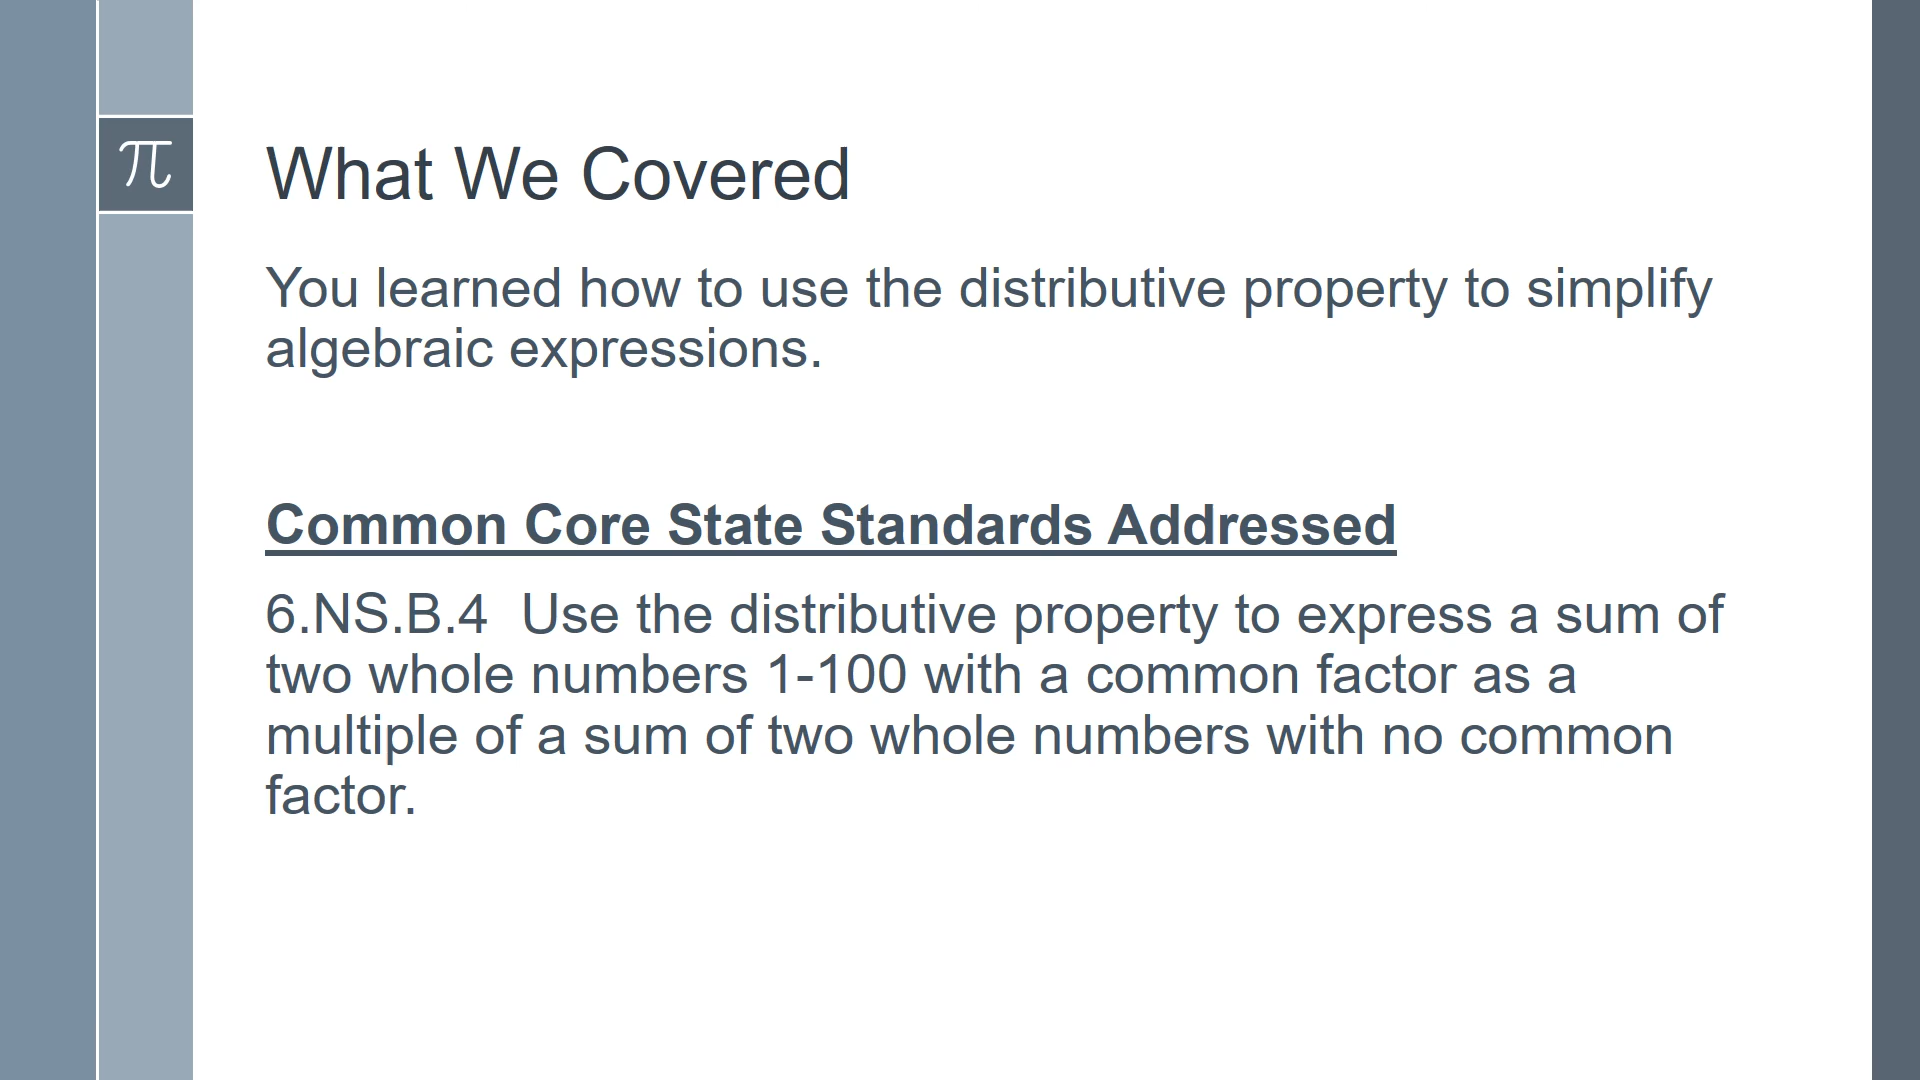 π
What We Covered
You learned how to use the distributive property to simplify
algebraic expressions.
Common Core State Standards Addressed
6.NS.B.4  Use the distributive property to express a sum of
two whole numbers 1-100 with a common factor as a
multiple of a sum of two whole numbers with no common
factor.